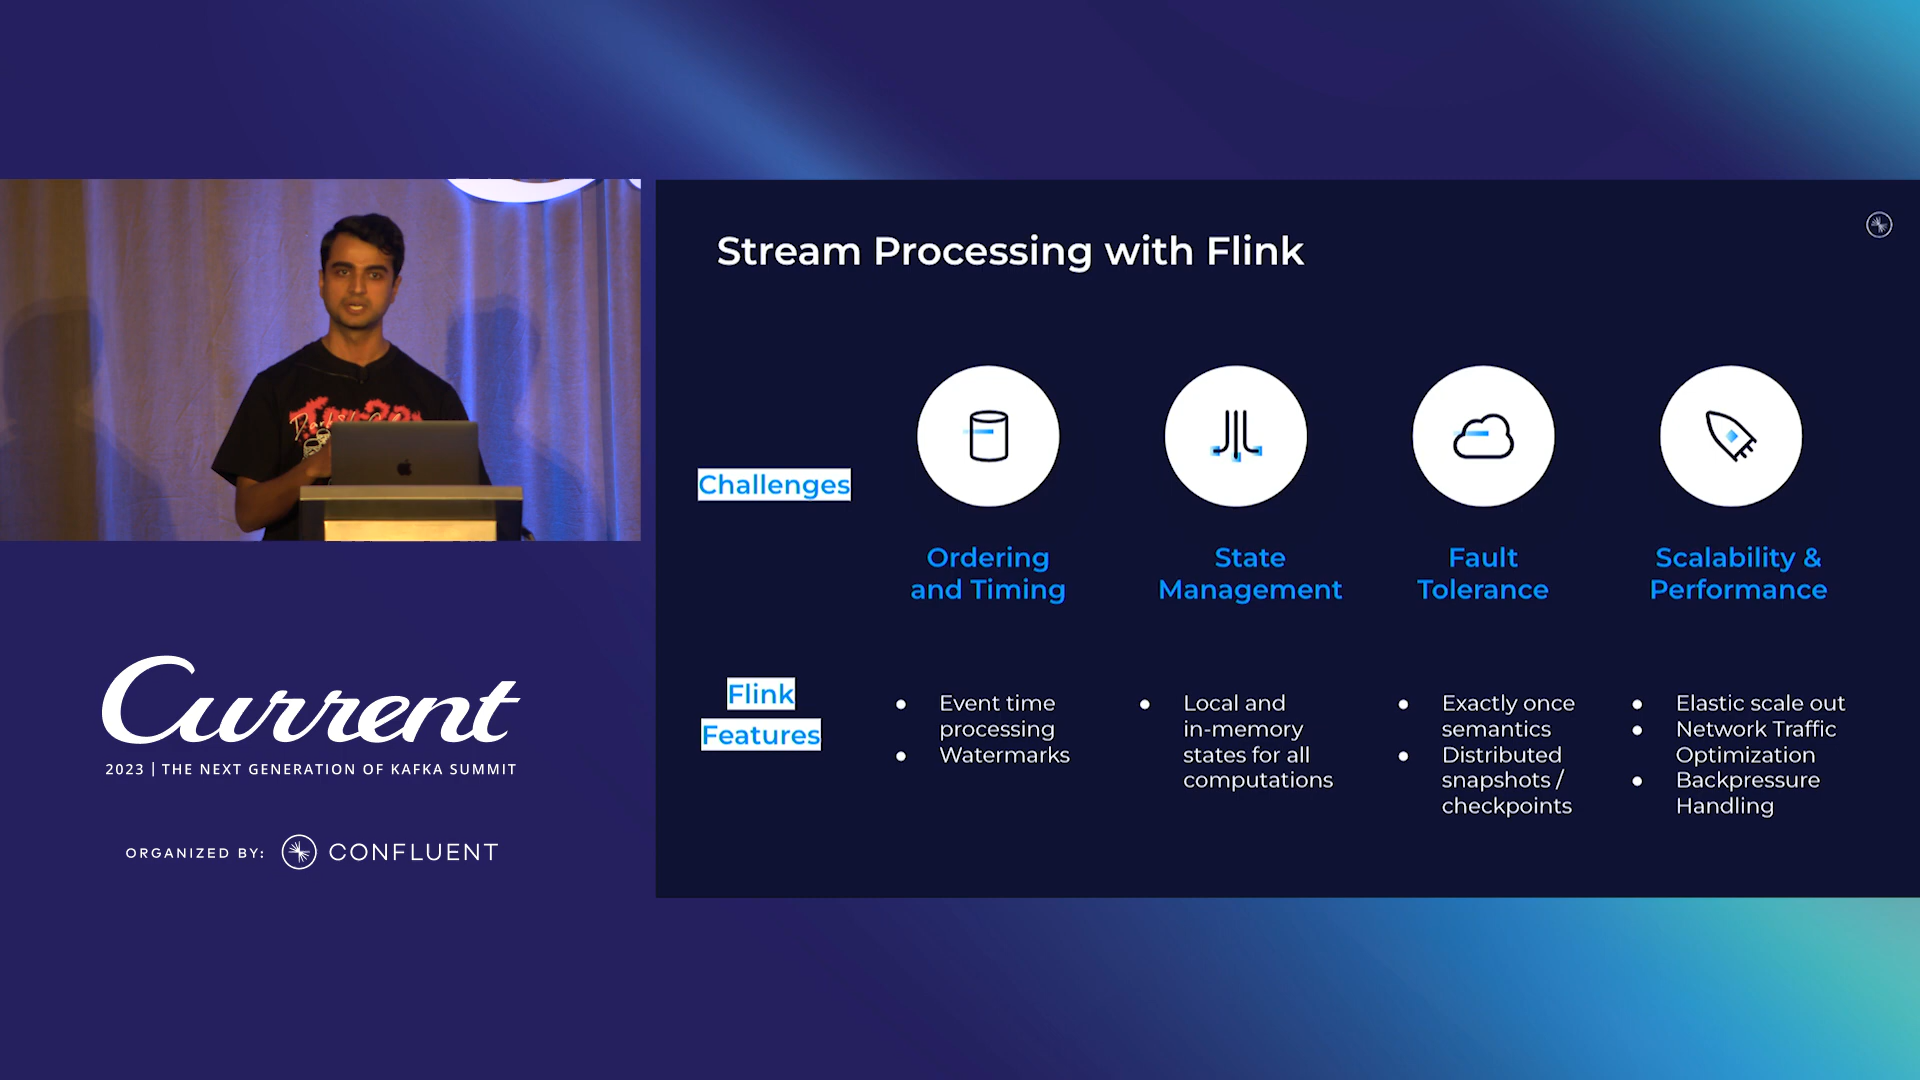 Stream Processing with Flink
Challenges
Ordering
and Timing
State
Management
Fault
Tolerance
Scalability &
Performance
Flink
Features
Event time
processing
Watermarks
Local and
in-memory
states for all
computations
Exactly once
semantics
Distributed
snapshots /
checkpoints
Elastic scale out
Network Traffic
Optimization
Backpressure
Handling
Current
2023 | THE NEXT GENERATION OF KAFKA SUMMIT
ORGANIZED BY: CONFLUENT